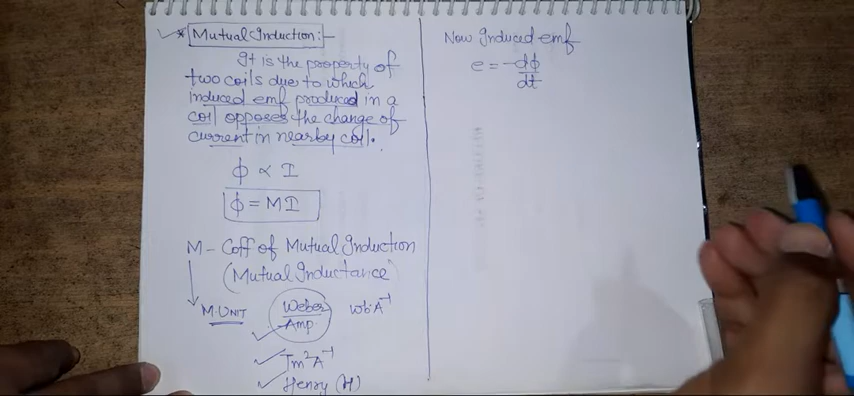 * Mutual Induction:-
It is the property of
two coils due to which
induced emf produced in a
coil opposes the change of
current in nearby coil.
ϕ ∝ I
ϕ = MI
M - Coff of Mutual Induction
(Mutual Inductance)
M. UNIT Weber/Amp. Wb A⁻¹
Tm²A⁻¹
Henry (H)
Now Induced emf
e = -dϕ/dt